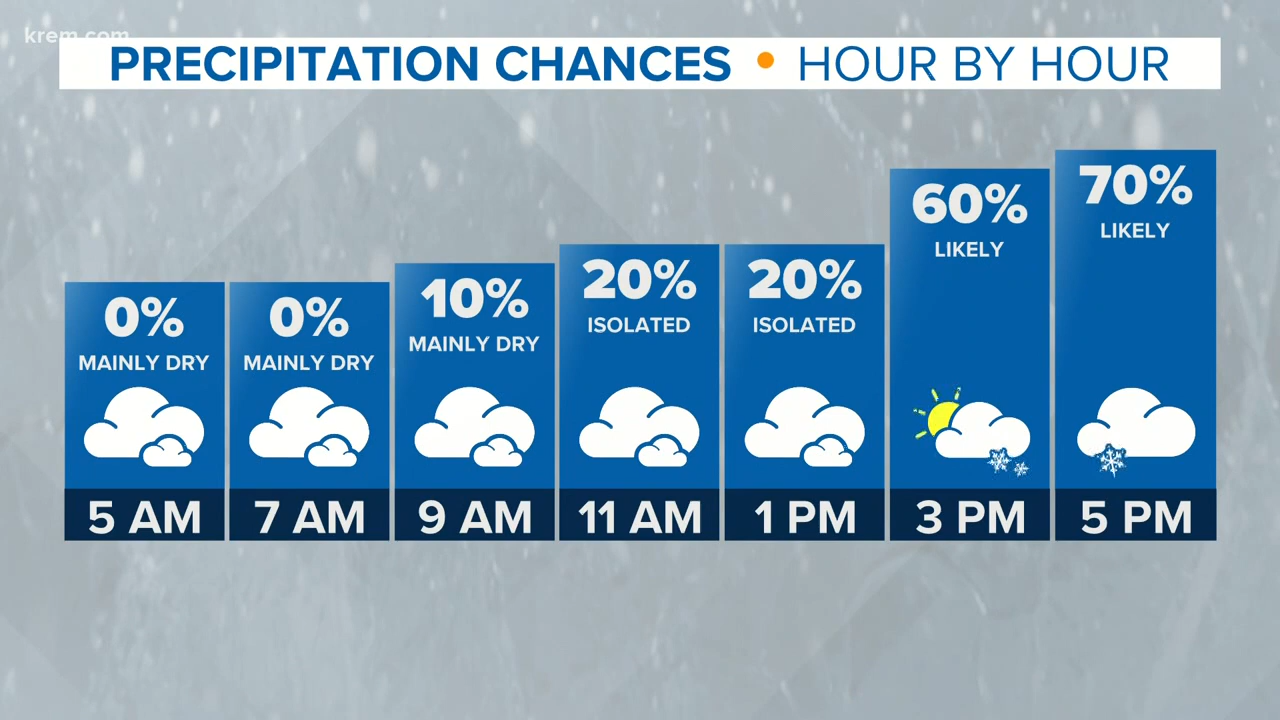 krem.com
PRECIPITATION CHANCES • HOUR BY HOUR
0%
MAINLY DRY
5 AM
0%
MAINLY DRY
7 AM
10%
MAINLY DRY
9 AM
20%
ISOLATED
11 AM
20%
ISOLATED
1 PM
60%
LIKELY
3 PM
70%
LIKELY
5 PM